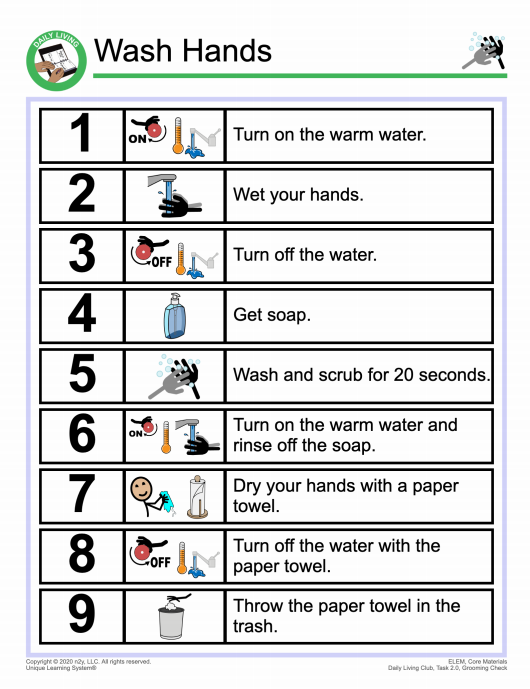 DAILY LIVING
Wash Hands
1
ON
Turn on the warm water.
2
Wet your hands.
3
OFF
Turn off the water.
4
Get soap.
5
Wash and scrub for 20 seconds.
6
ON
Turn on the warm water and
rinse off the soap.
7
Dry your hands with a paper
towel.
8
OFF
Turn off the water with the
paper towel.
9
Throw the paper towel in the
trash.
Copyright © 2020 n2y, LLC. All rights reserved.
Unique Learning System®
ELEM, Core Materials
Daily Living Club, Task 2.0, Grooming Check